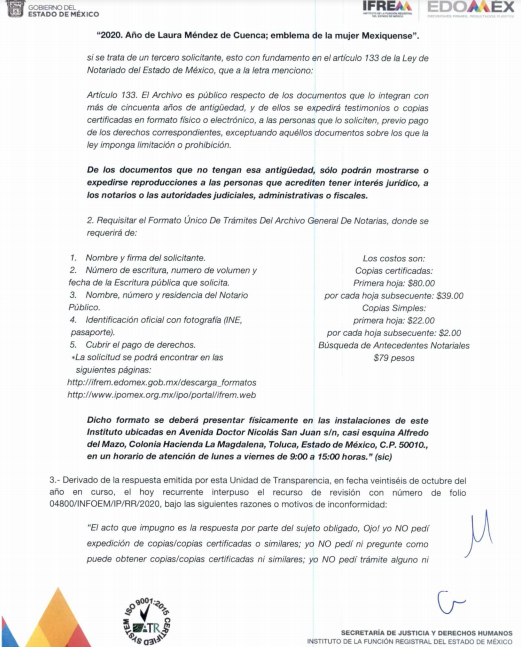 GOBIERNO DEL
ESTADO DE MÉXICO
IFREM
INSTITUTO DE LA FUNCIÓN REGISTRAL
DEL ESTADO DE MÉXICO
EDOMÉX
"2020. Año de Laura Méndez de Cuenca; emblema de la mujer Mexiquense".
si se trata de un tercero solicitante, esto con fundamento en el artículo 133 de la Ley de
Notariado del Estado de México, que a la letra menciono:
Artículo 133. El Archivo es público respecto de los documentos que lo integran con
más de cincuenta años de antigüedad, y de ellos se expedirá testimonios o copias
certificadas en formato físico o electrónico, a las personas que lo soliciten, previo pago
de los derechos correspondientes, exceptuando aquéllos documentos sobre los que la
ley imponga limitación o prohibición.
De los documentos que no tengan esa antigüedad, sólo podrán mostrarse o
expedirse reproducciones a las personas que acrediten tener interés jurídico, a
los notarios o las autoridades judiciales, administrativas o fiscales.
2. Requisitar el Formato Único De Trámites Del Archivo General De Notarias, donde se
requerirá de:
1. Nombre y firma del solicitante.
2. Número de escritura, numero de volumen y
fecha de la Escritura pública que solicita.
3. Nombre, número y residencia del Notario
Público.
4. Identificación oficial con fotografía (INE,
pasaporte).
5. Cubrir el pago de derechos.
•La solicitud se podrá encontrar en las
siguientes páginas:
http://ifrem.edomex.gob.mx/descarga_formatos
http://www.ipomex.org.mx/ipo/portal/ifrem.web
Los costos son:
Copias certificadas:
Primera hoja: $80.00
por cada hoja subsecuente: $39.00
Copias Simples:
primera hoja: $22.00
por cada hoja subsecuente: $2.00
Búsqueda de Antecedentes Notariales
$79 pesos
Dicho formato se deberá presentar físicamente en las instalaciones de este
Instituto ubicadas en Avenida Doctor Nicolás San Juan s/n, casi esquina Alfredo
del Mazo, Colonia Hacienda La Magdalena, Toluca, Estado de México, C.P. 50010.,
en un horario de atención de lunes a viernes de 9:00 a 15:00 horas." (sic)
3.- Derivado de la respuesta emitida por esta Unidad de Transparencia, en fecha veintiséis de octubre del
año en curso, el hoy recurrente interpuso el recurso de revisión con número de folio
04800/INFOEM/IP/RR/2020, bajo las siguientes razones o motivos de inconformidad:
"El acto que impugno es la respuesta por parte del sujeto obligado, Ojo! yo NO pedí
expedición de copias/copias certificadas o similares; yo NO pedí ni pregunte como
puede obtener copias/copias certificadas ni similares; yo NO pedí trámite alguno ni
ISO 9001:2015
ATR
CERTIFIED SYSTEM
SECRETARÍA DE JUSTICIA Y DERECHOS HUMANOS
INSTITUTO DE LA FUNCIÓN REGISTRAL DEL ESTADO DE MÉXICO